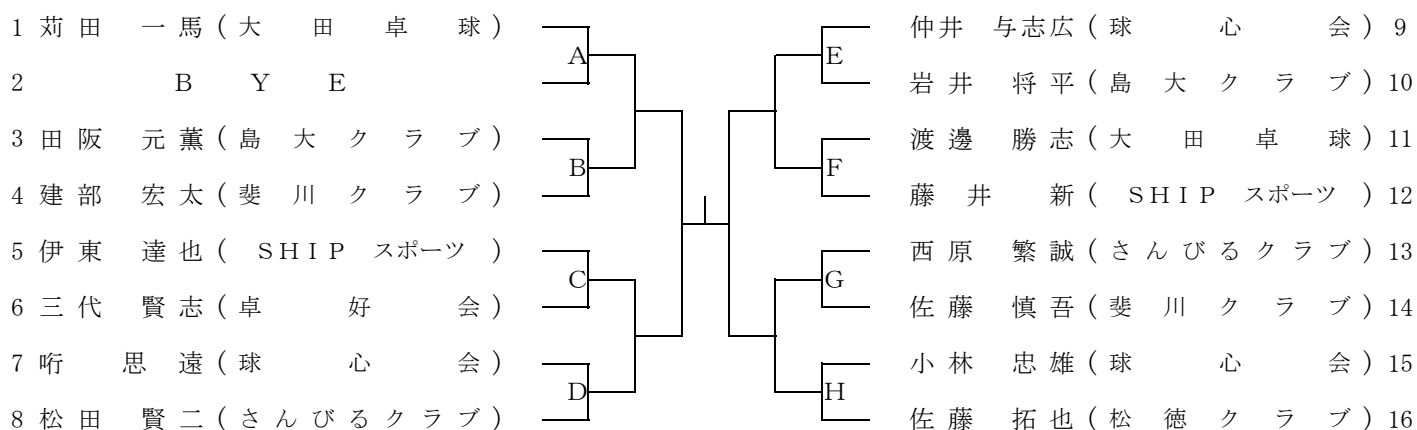 1 苅田 一馬 (大田卓球)
A
2 BYE
3 田阪 元薫 (島大クラブ)
B
4 建部 宏太 (斐川クラブ)
5 伊東 達也 (SHIP スポーツ)
C
6 三代 賢志 (卓好会)
7 哘 思遠 (球心会)
D
8 松田 賢二 (さんびるクラブ)
仲井 与志広 (球心会) 9
E
岩井 将平 (島大クラブ) 10
渡邊 勝志 (大田卓球) 11
F
藤井 新 (SHIP スポーツ) 12
西原 繁誠 (さんびるクラブ) 13
G
佐藤 慎吾 (斐川クラブ) 14
小林 忠雄 (球心会) 15
H
佐藤 拓也 (松徳クラブ) 16